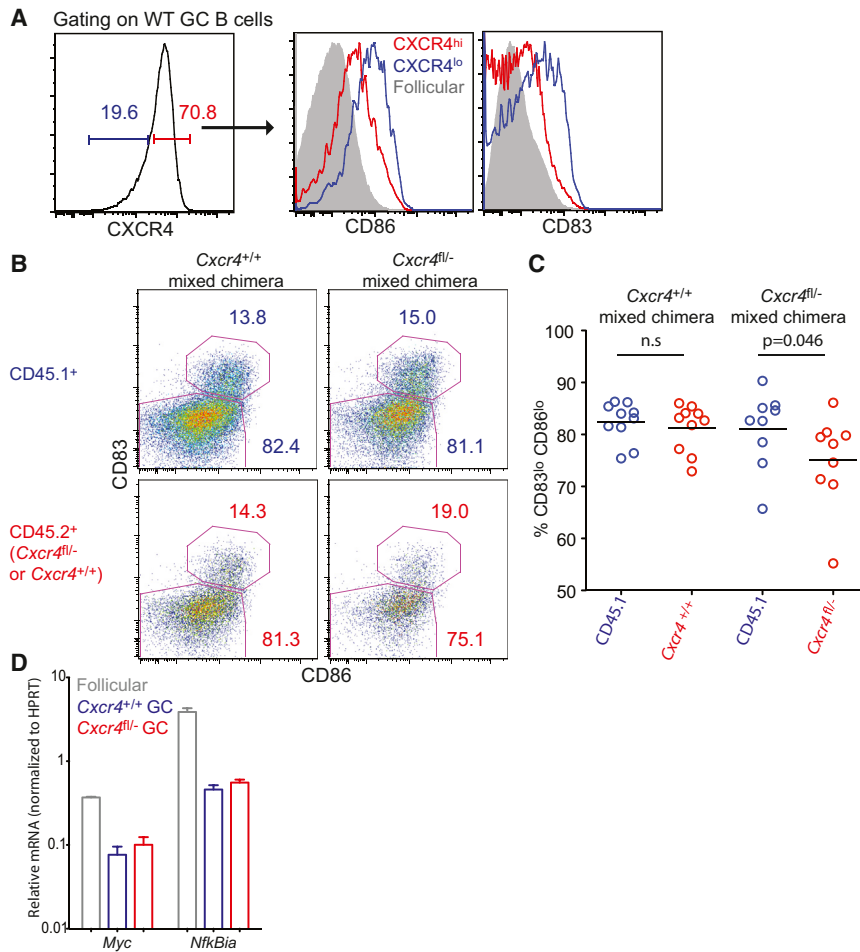 A
Gating on WT GC B cells
19.6
70.8
CXCR4
CXCR4hi
CXCR4lo
Follicular
CD86
CD83
B
Cxcr4+/+
mixed chimera
Cxcr4fl/-
mixed chimera
CD45.1+
13.8
82.4
15.0
81.1
CD83
CD45.2+
(Cxcr4fl/-
or Cxcr4+/+)
14.3
81.3
19.0
75.1
CD86
C
Cxcr4+/+
mixed chimera
Cxcr4fl/-
mixed chimera
n.s
p=0.046
% CD83lo CD86lo
100
90
80
70
60
50
CD45.1
Cxcr4 +/+
CD45.1
Cxcr4 fl/-
D
Relative mRNA (normalized to HPRT)
10
1
0.1
0.01
Follicular
Cxcr4+/+ GC
Cxcr4fl/- GC
Myc
NfkBia